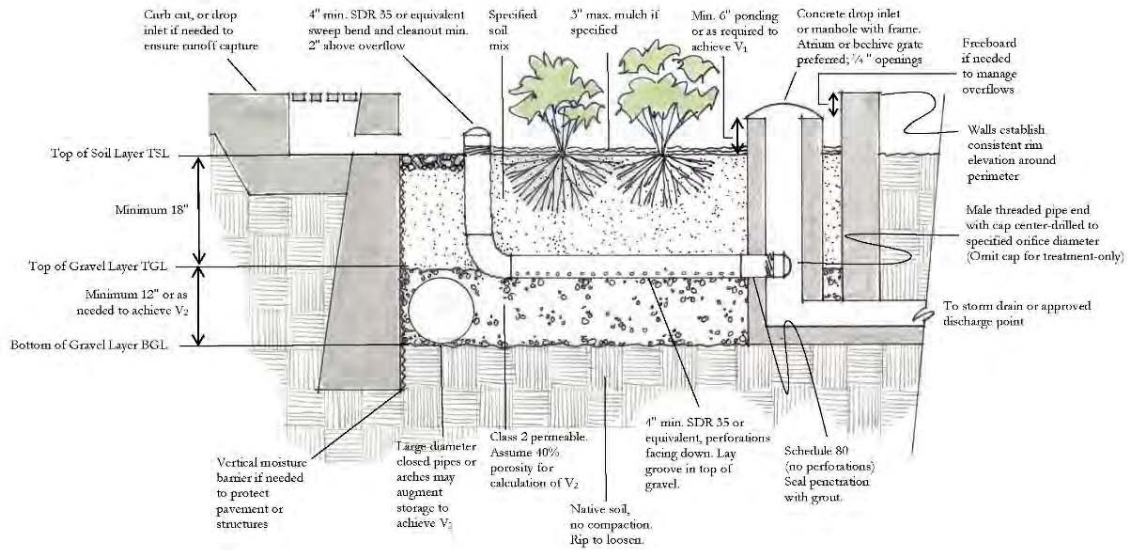 Curb cut, or drop
inlet if needed to
ensure runoff capture
4" min. SDR 35 or equivalent
sweep bend and cleanout min.
2" above overflow
Specified
soil
mix
3" max. mulch if
specified
Min. 6" ponding
or as required to
achieve V1
Concrete drop inlet
or manhole with frame.
Atrium or beehive grate
preferred; ¼ " openings
Freeboard
if needed
to manage
overflows
Walls establish
consistent rim
elevation around
perimeter
Top of Soil Layer TSL
Minimum 18"
Top of Gravel Layer TGL
Minimum 12" or as
needed to achieve V2
Bottom of Gravel Layer BGL
Male threaded pipe end
with cap center-drilled to
specified orifice diameter
(Omit cap for treatment-only)
To storm drain or approved
discharge point
Vertical moisture
barrier if needed
to protect
pavement or
structures
Large-diameter
closed pipes or
arches may
augment
storage to
achieve V2
Class 2 permeable.
Assume 40%
porosity for
calculation of V2
Native soil,
no compaction.
Rip to loosen.
4" min. SDR 35 or
equivalent, perforations
facing down. Lay
groove in top of
gravel.
Schedule 80
(no perforations)
Seal penetration
with grout.